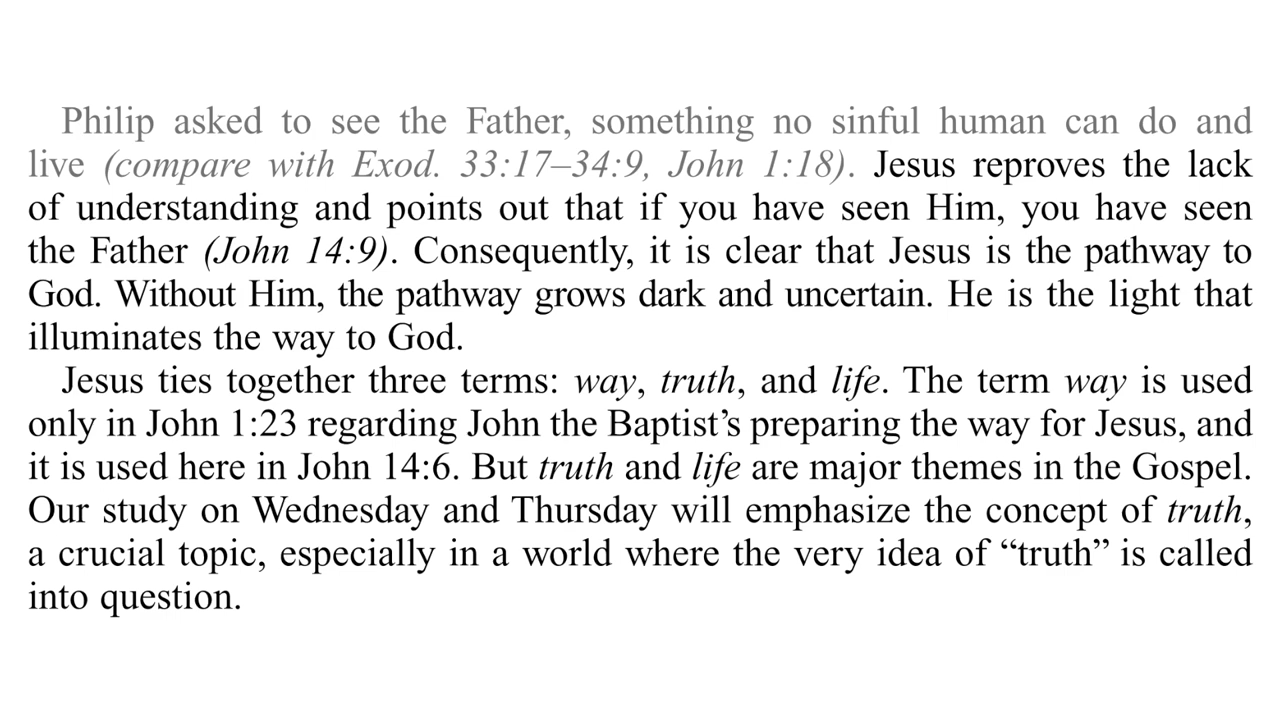 Philip asked to see the Father, something no sinful human can do and
live (compare with Exod. 33:17–34:9, John 1:18). Jesus reproves the lack
of understanding and points out that if you have seen Him, you have seen
the Father (John 14:9). Consequently, it is clear that Jesus is the pathway to
God. Without Him, the pathway grows dark and uncertain. He is the light that
illuminates the way to God.
Jesus ties together three terms: way, truth, and life. The term way is used
only in John 1:23 regarding John the Baptist’s preparing the way for Jesus, and
it is used here in John 14:6. But truth and life are major themes in the Gospel.
Our study on Wednesday and Thursday will emphasize the concept of truth,
a crucial topic, especially in a world where the very idea of “truth” is called
into question.